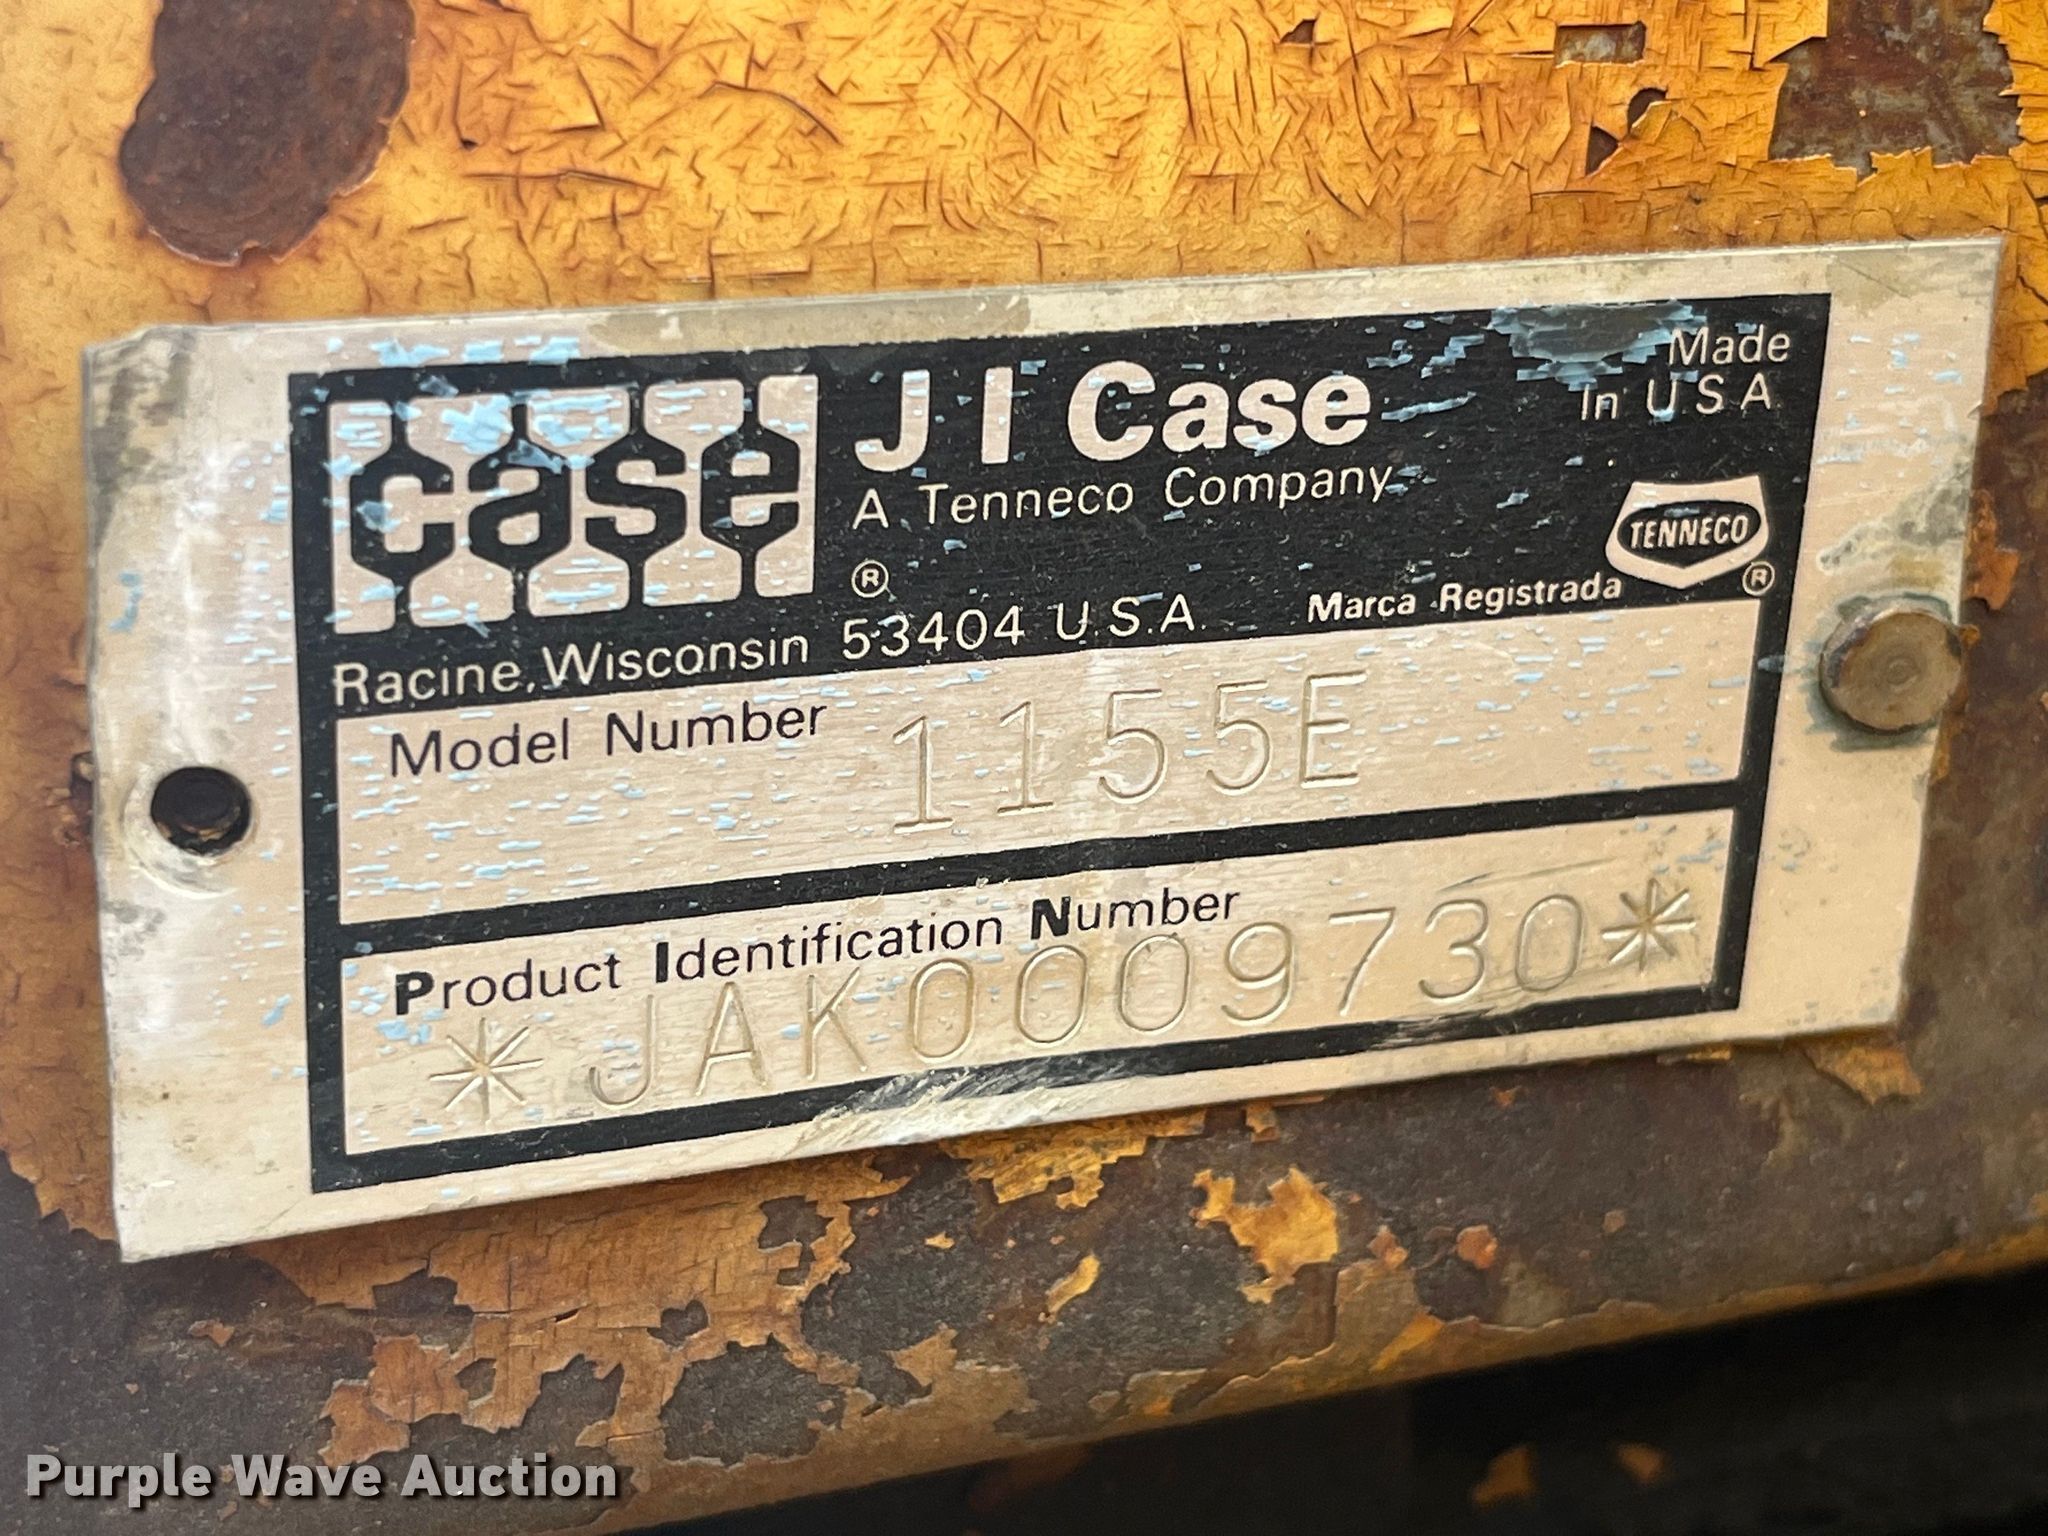 case
J I Case
Made
In U.S.A.
A Tenneco Company
®
TENNECO
®
Marca Registrada
Racine, Wisconsin 53404 U.S.A.
Model Number 1155E
Product Identification Number
*JAK0009730*
Purple Wave Auction